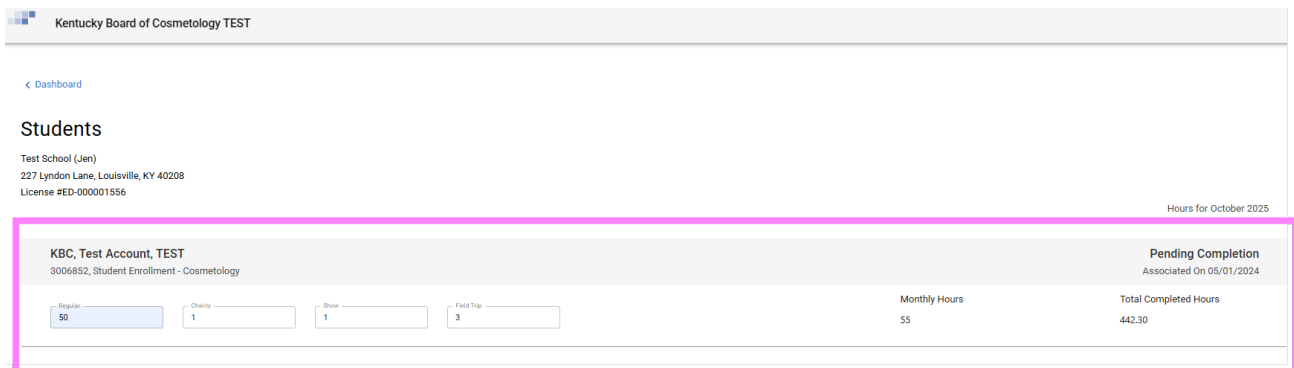 Kentucky Board of Cosmetology TEST
< Dashboard
Students
Test School (Jen)
227 Lyndon Lane, Louisville, KY 40208
License #ED-000001556
Hours for October 2025
KBC, Test Account, TEST
Pending Completion
3006852, Student Enrollment - Cosmetology
Associated On 05/01/2024
Regular
50
Charity
1
Show
1
Field Trip
3
Monthly Hours
55
Total Completed Hours
442.30